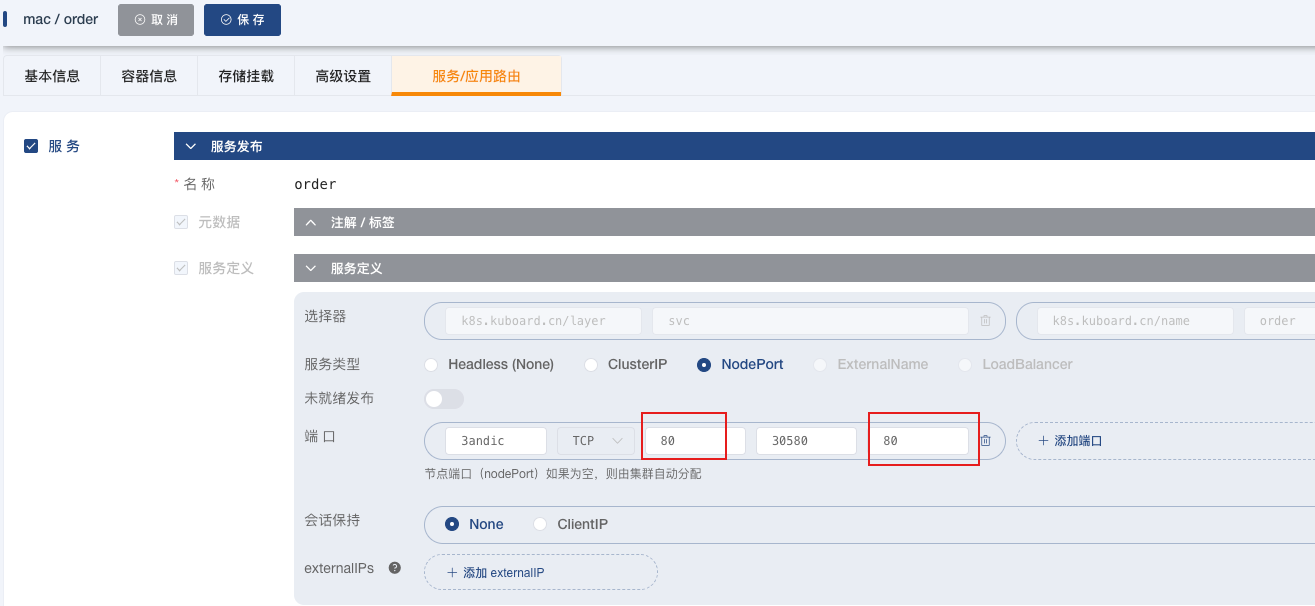 mac / order 取 消 保 存
基本信息 容器信息 存储挂载 高级设置 服务/应用路由
服 务 服务发布
* 名 称 order
元数据 注解 / 标签
服务定义 服务定义
选择器 k8s.kuboard.cn/layer svc k8s.kuboard.cn/name order
服务类型 Headless (None) ClusterIP NodePort ExternalName LoadBalancer
未就绪发布
端 口 3andic TCP 80 30580 80 添加端口
节点端口（nodePort）如果为空，则由集群自动分配
会话保持 None ClientIP
externalIPs ? 添加 externalIP